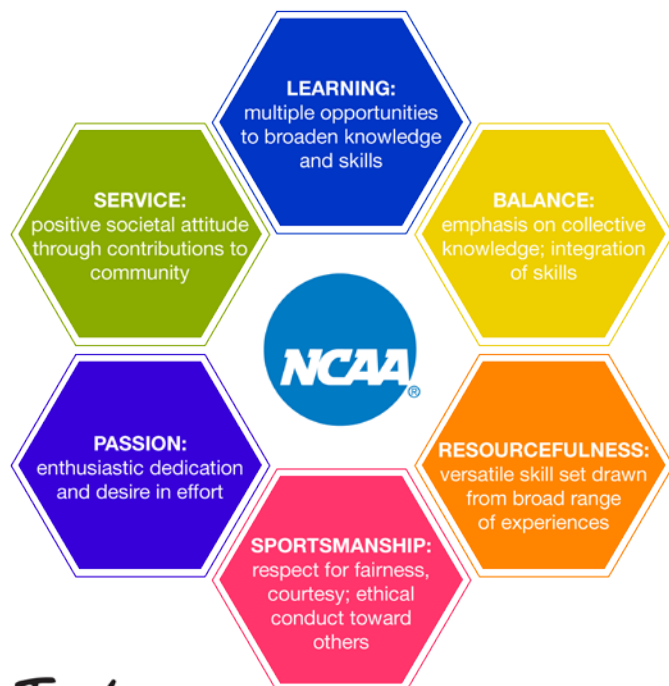 LEARNING:
multiple opportunities
to broaden knowledge
and skills
SERVICE:
positive societal attitude
through contributions to
community
BALANCE:
emphasis on collective
knowledge; integration
of skills
NCAA®
PASSION:
enthusiastic dedication
and desire in effort
RESOURCEFULNESS:
versatile skill set drawn
from broad range
of experiences
SPORTSMANSHIP:
respect for fairness,
courtesy; ethical
conduct toward
others